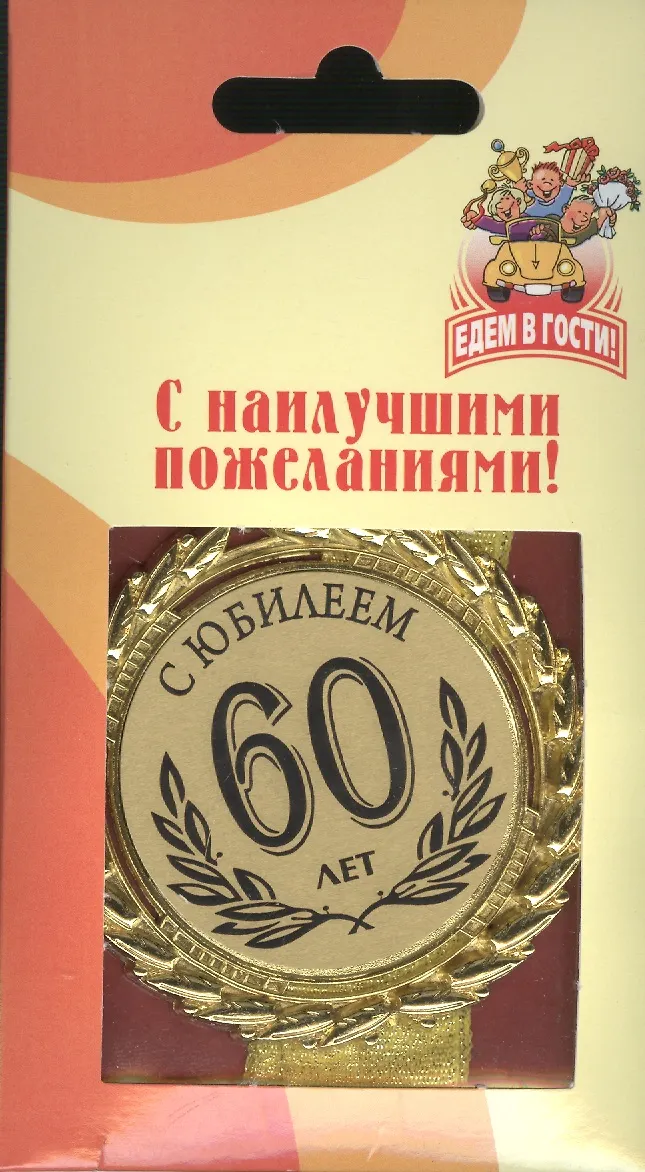 ЕДЕМ В ГОСТИ!
С наилучшими
пожеланиями!
С ЮБИЛЕЕМ
60
ЛЕТ